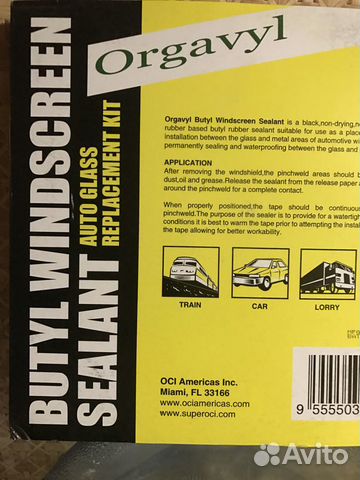 Orgavyl
BUTYL WINDSCREEN
SEALANT AUTO GLASS
REPLACEMENT KIT
Orgavyl Butyl Windscreen Sealant is a black,non-drying,
rubber based butyl rubber sealant suitable for use as a
installation between the glass and metal areas of automotive
permanently sealing and waterproofing between the glass and
APPLICATION
After removing the windshield,the pinchweld areas should
dust,oil and grease.Release the sealant from the release paper
around the pinchweld for a complete contact.
When properly positioned,the tape should be
pinchweld.The purpose of the sealer is to provide for a
conditions it is best to warm the tape prior to attempting the
the tape allowing for better workability.
TRAIN
CAR
LORRY
OCI Americas Inc.
Miami, FL 33166
www.ociamericas.com
www.superoci.com
9 555503
Avito